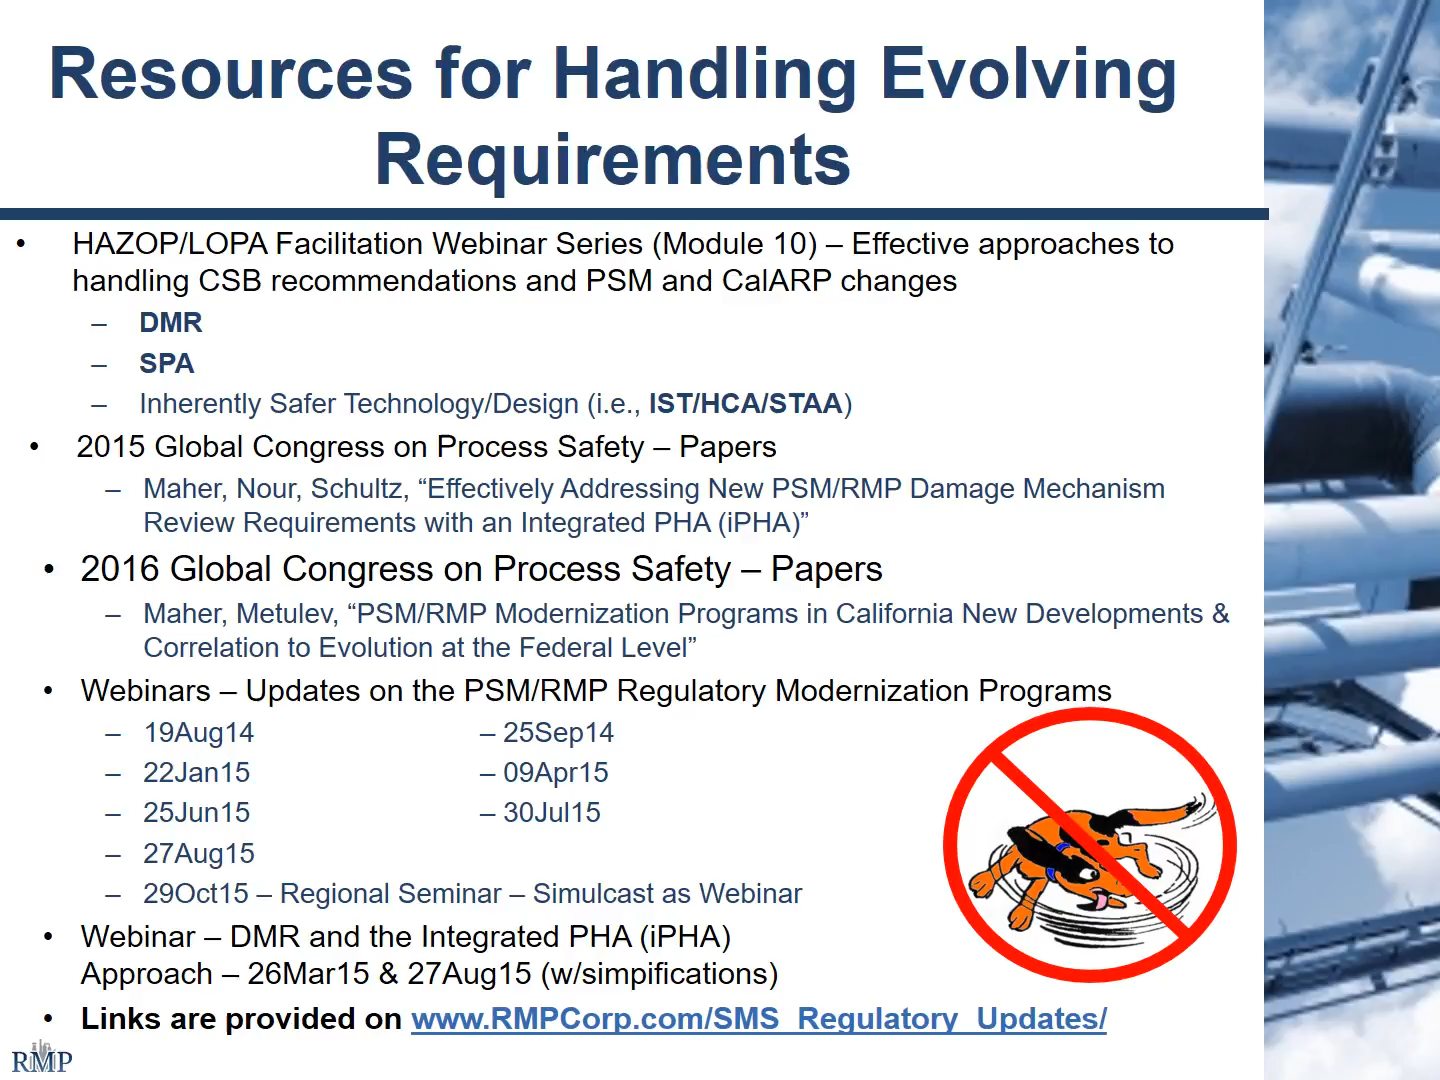 Resources for Handling Evolving
Requirements
• HAZOP/LOPA Facilitation Webinar Series (Module 10) – Effective approaches to
handling CSB recommendations and PSM and CalARP changes
– DMR
– SPA
– Inherently Safer Technology/Design (i.e., IST/HCA/STAA)
• 2015 Global Congress on Process Safety – Papers
– Maher, Nour, Schultz, “Effectively Addressing New PSM/RMP Damage Mechanism
Review Requirements with an Integrated PHA (iPHA)”
• 2016 Global Congress on Process Safety – Papers
– Maher, Metulev, “PSM/RMP Modernization Programs in California New Developments &
Correlation to Evolution at the Federal Level”
• Webinars – Updates on the PSM/RMP Regulatory Modernization Programs
– 19Aug14 – 25Sep14
– 22Jan15 – 09Apr15
– 25Jun15 – 30Jul15
– 27Aug15
– 29Oct15 – Regional Seminar – Simulcast as Webinar
• Webinar – DMR and the Integrated PHA (iPHA)
Approach – 26Mar15 & 27Aug15 (w/simpifications)
• Links are provided on www.RMPCorp.com/SMS_Regulatory_Updates/
RMP